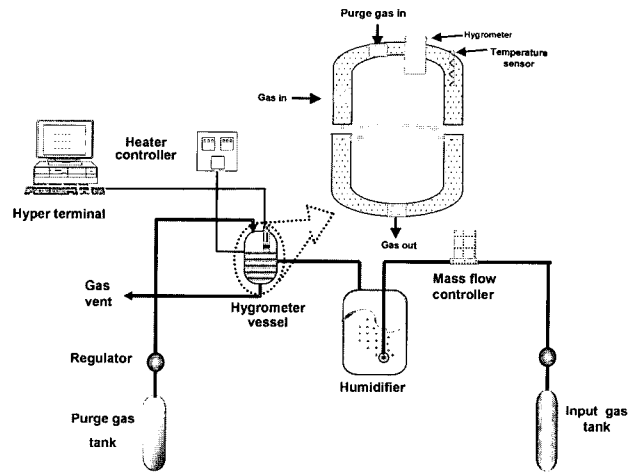 Purge gas in
Hygrometer
Temperature
sensor
Gas in
Heater
controller
Hyper terminal
Gas out
Mass flow
controller
Gas
vent
Hygrometer
vessel
Regulator
Humidifier
Purge gas
tank
Input gas
tank